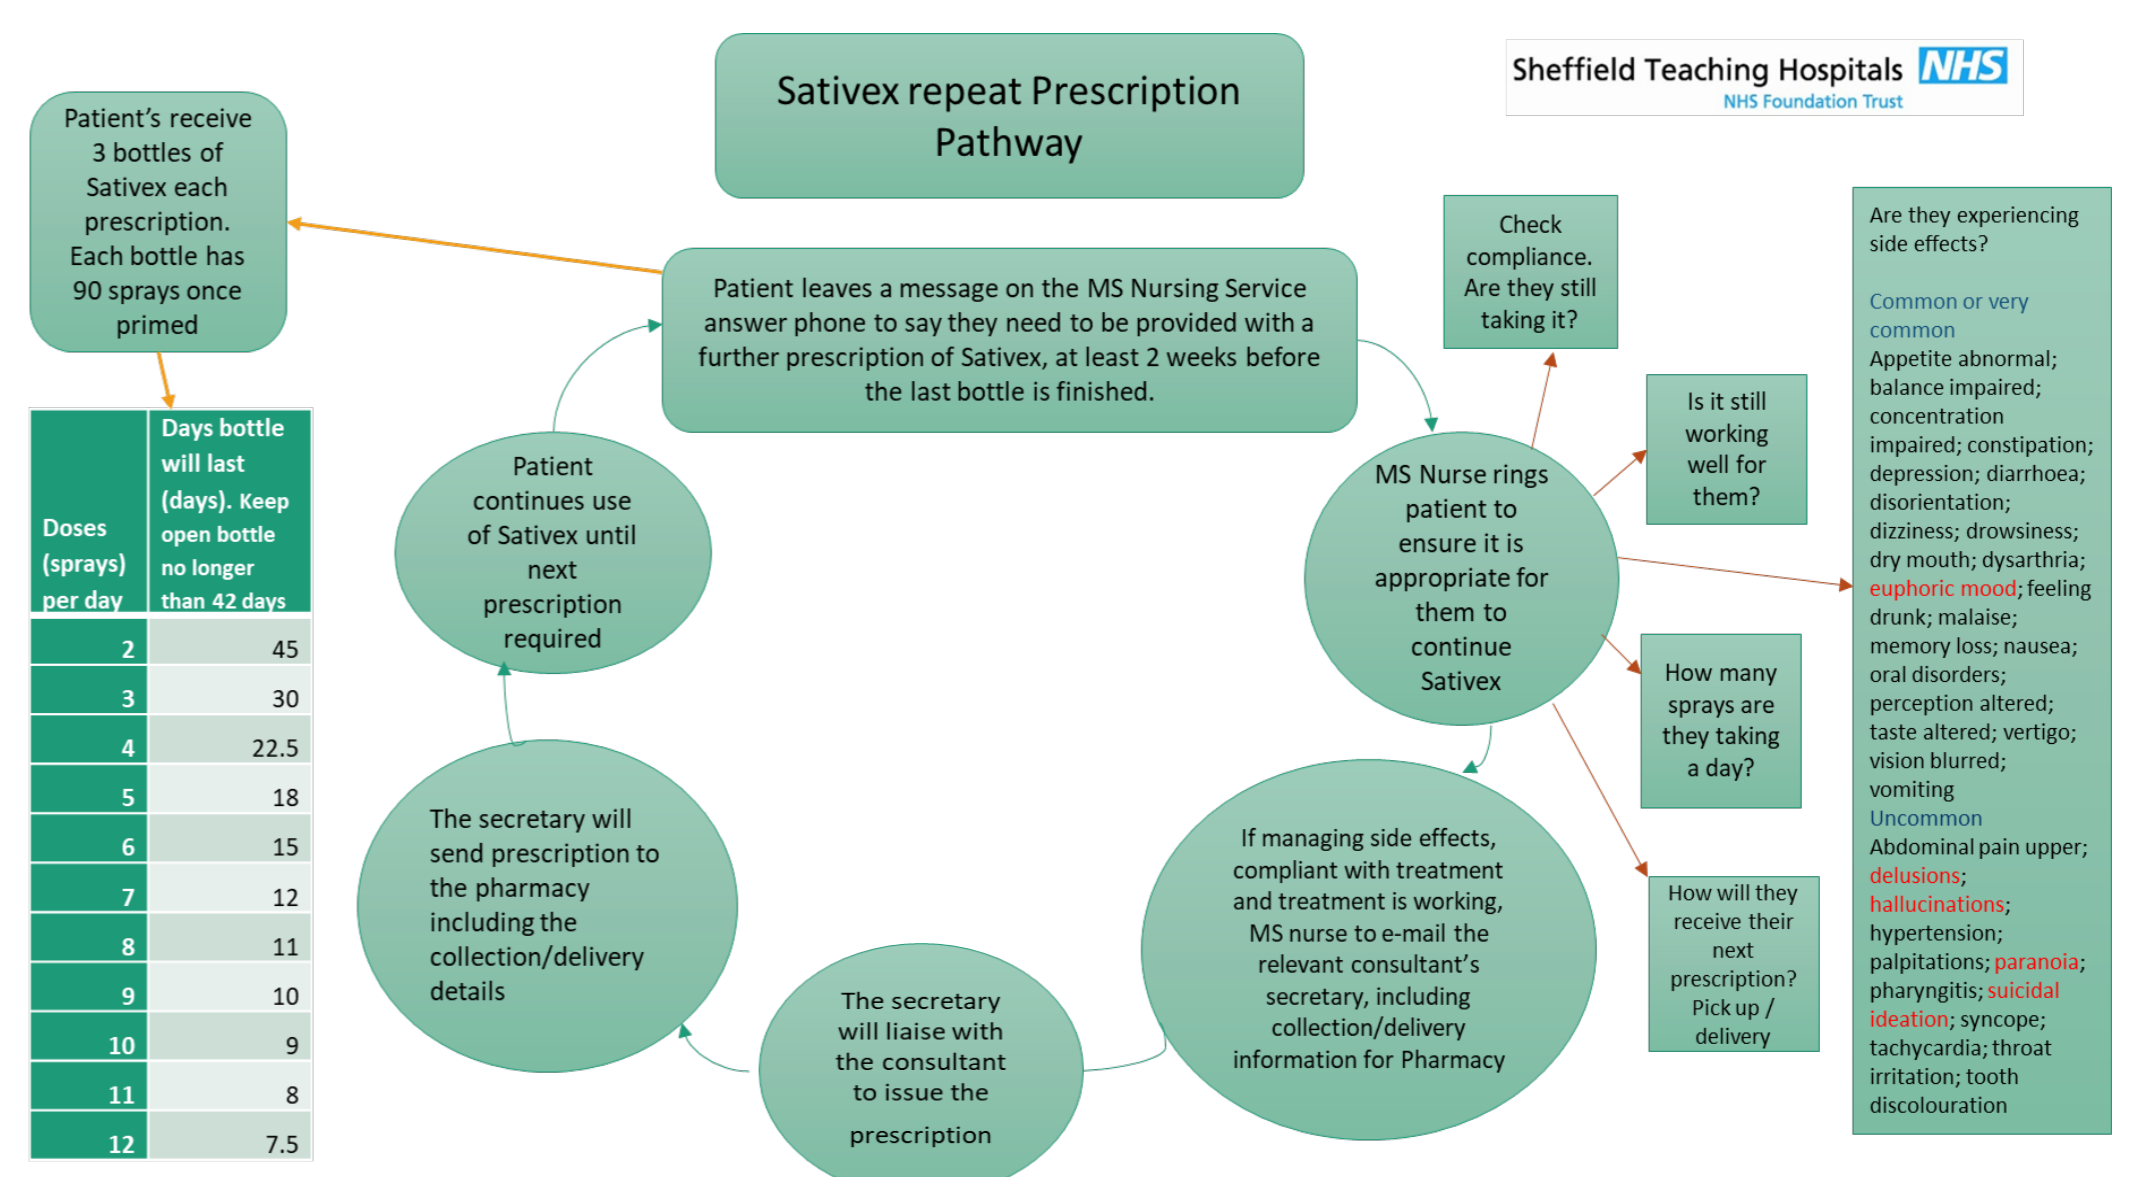 Sativex repeat Prescription
Pathway
Sheffield Teaching Hospitals NHS
NHS Foundation Trust
Patient's receive
3 bottles of
Sativex each
prescription.
Each bottle has
90 sprays once
primed
Doses
(sprays)
per day
Days bottle
will last
(days). Keep
open bottle
no longer
than 42 days
2 45
3 30
4 22.5
5 18
6 15
7 12
8 11
9 10
10 9
11 8
12 7.5
Patient leaves a message on the MS Nursing Service
answer phone to say they need to be provided with a
further prescription of Sativex, at least 2 weeks before
the last bottle is finished.
MS Nurse rings
patient to
ensure it is
appropriate for
them to
continue
Sativex
Check
compliance.
Are they still
taking it?
Is it still
working
well for
them?
Are they experiencing
side effects?
Common or very
common
Appetite abnormal;
balance impaired;
concentration
impaired; constipation;
depression; diarrhoea;
disorientation;
dizziness; drowsiness;
dry mouth; dysarthria;
euphoric mood; feeling
drunk; malaise;
memory loss; nausea;
oral disorders;
perception altered;
taste altered; vertigo;
vision blurred;
vomiting
Uncommon
Abdominal pain upper;
delusions;
hallucinations;
hypertension;
palpitations; paranoia;
pharyngitis; suicidal
ideation; syncope;
tachycardia; throat
irritation; tooth
discolouration
How many
sprays are
they taking
a day?
How will they
receive their
next
prescription?
Pick up /
delivery
If managing side effects,
compliant with treatment
and treatment is working,
MS nurse to e-mail the
relevant consultant's
secretary, including
collection/delivery
information for Pharmacy
The secretary
will liaise with
the consultant
to issue the
prescription
The secretary will
send prescription to
the pharmacy
including the
collection/delivery
details
Patient
continues use
of Sativex until
next
prescription
required